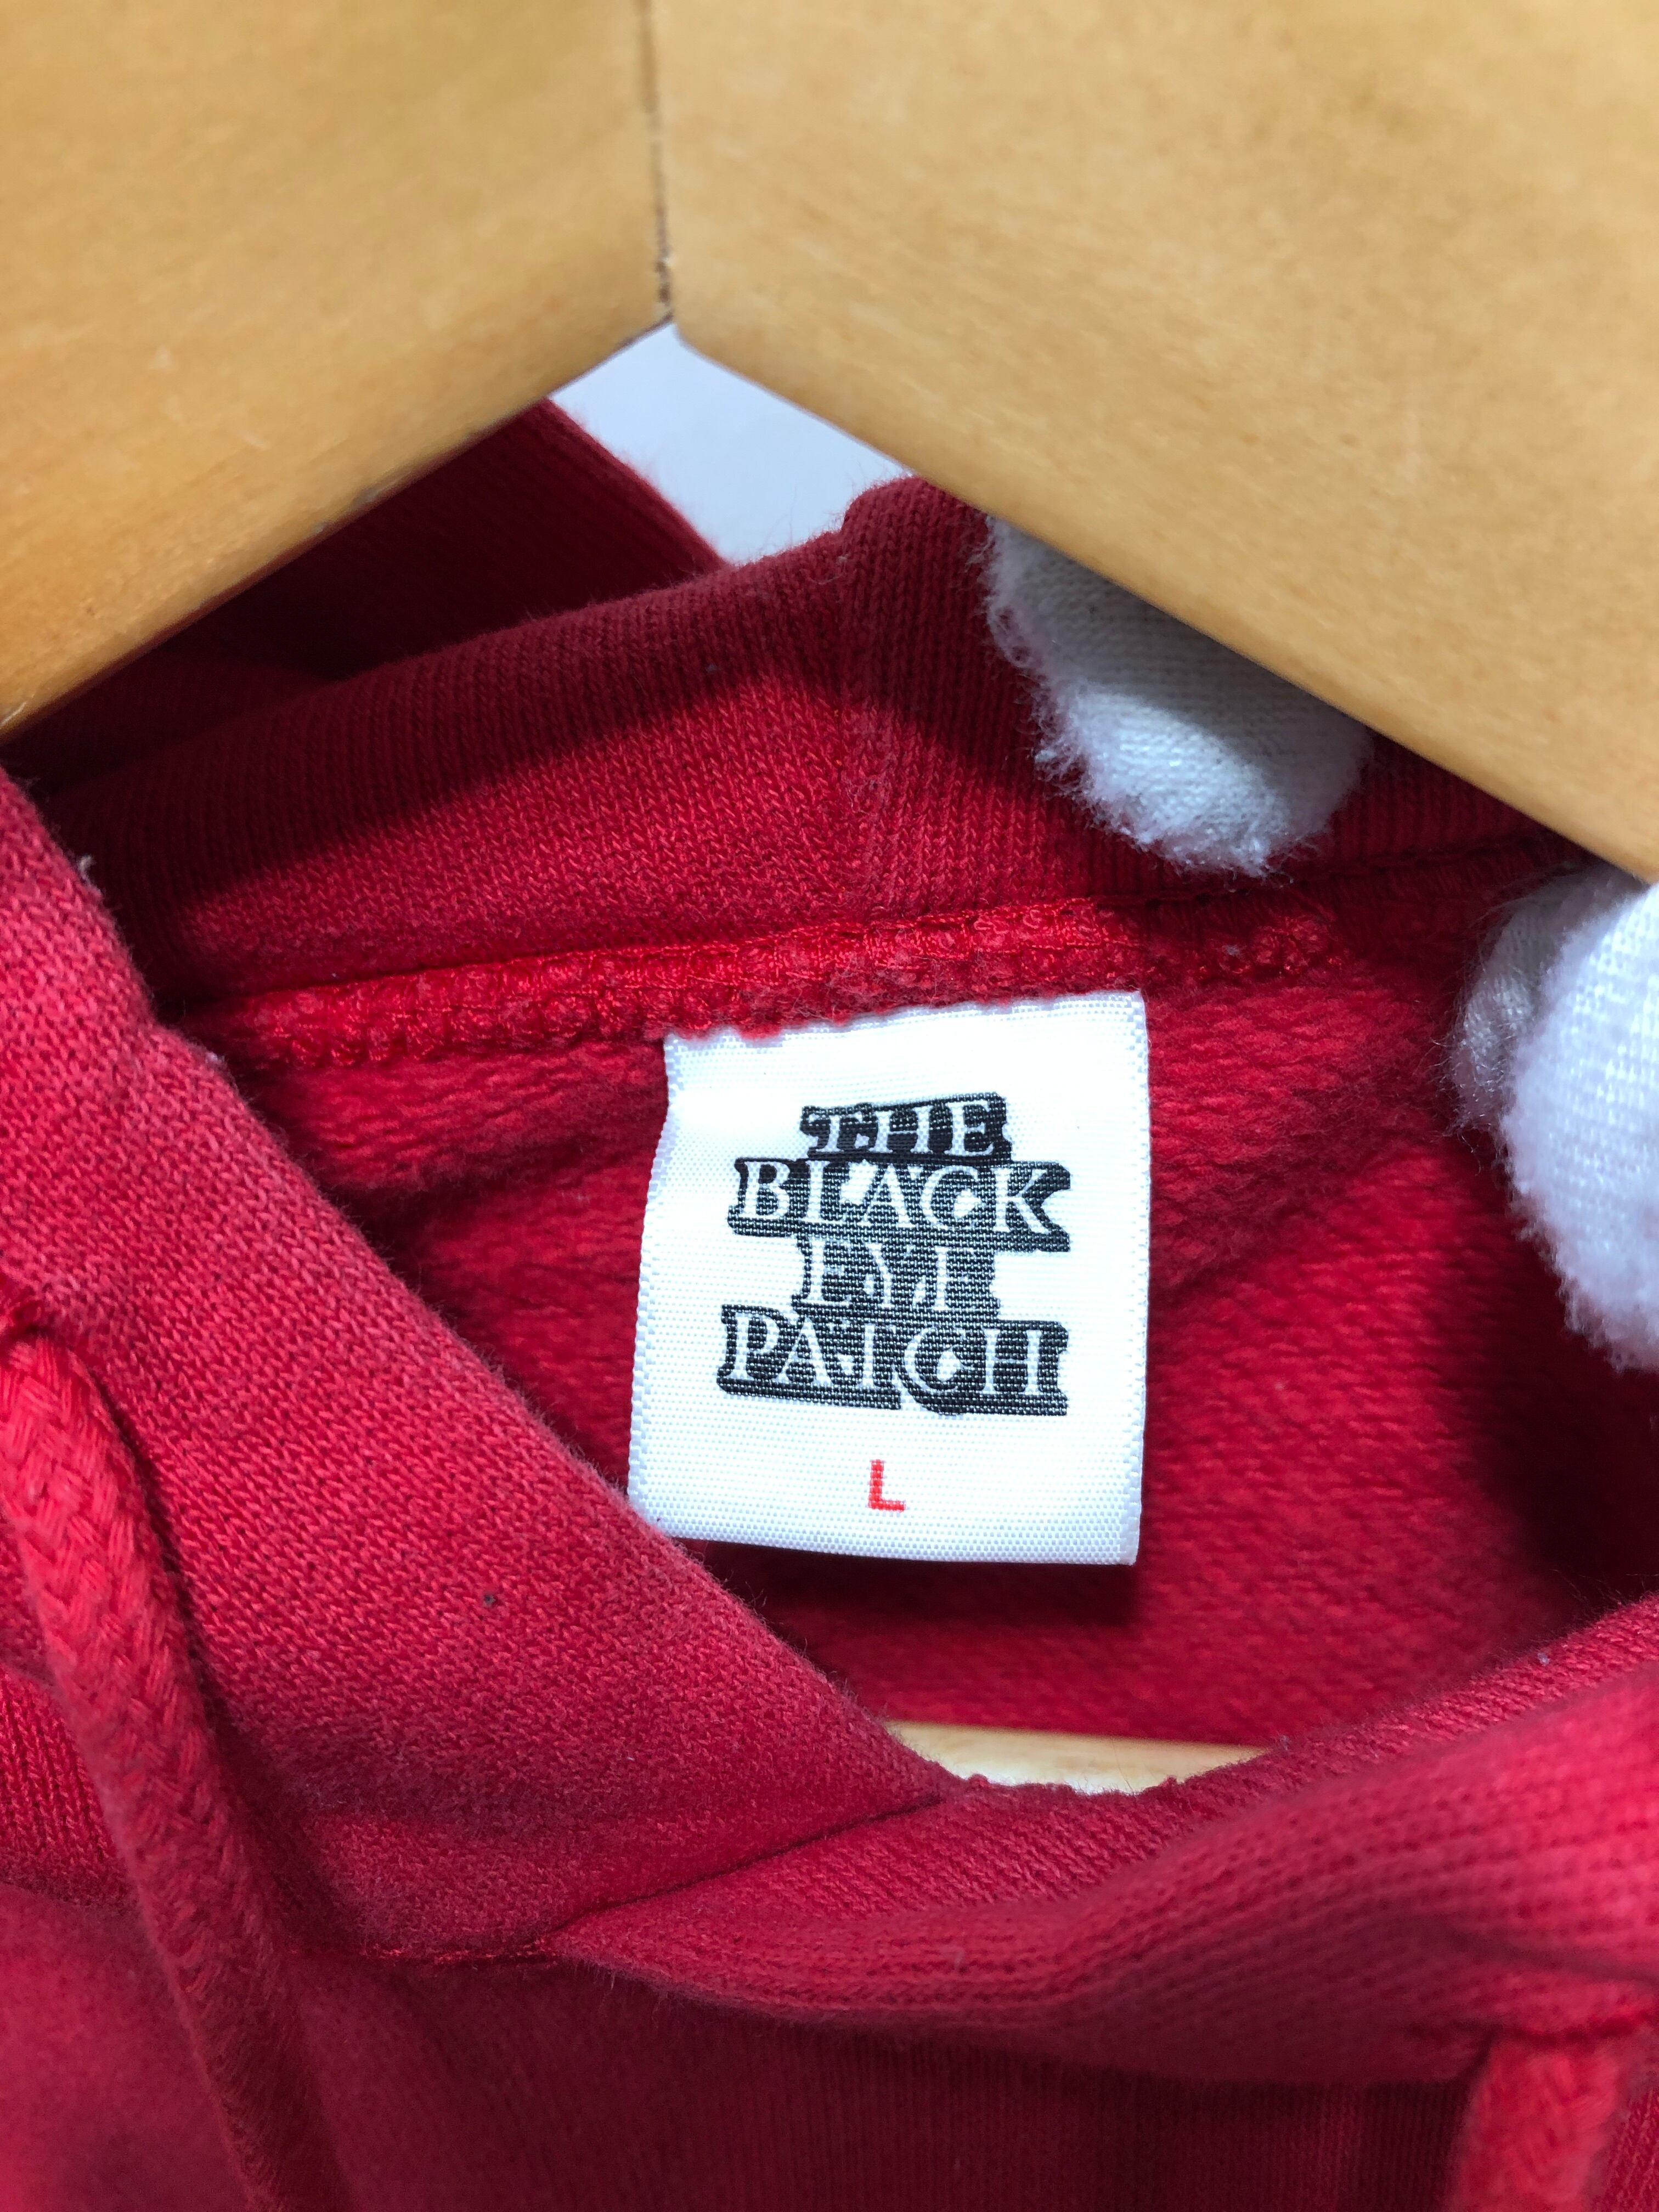 THE
BLACK
EYE
PATCH
L